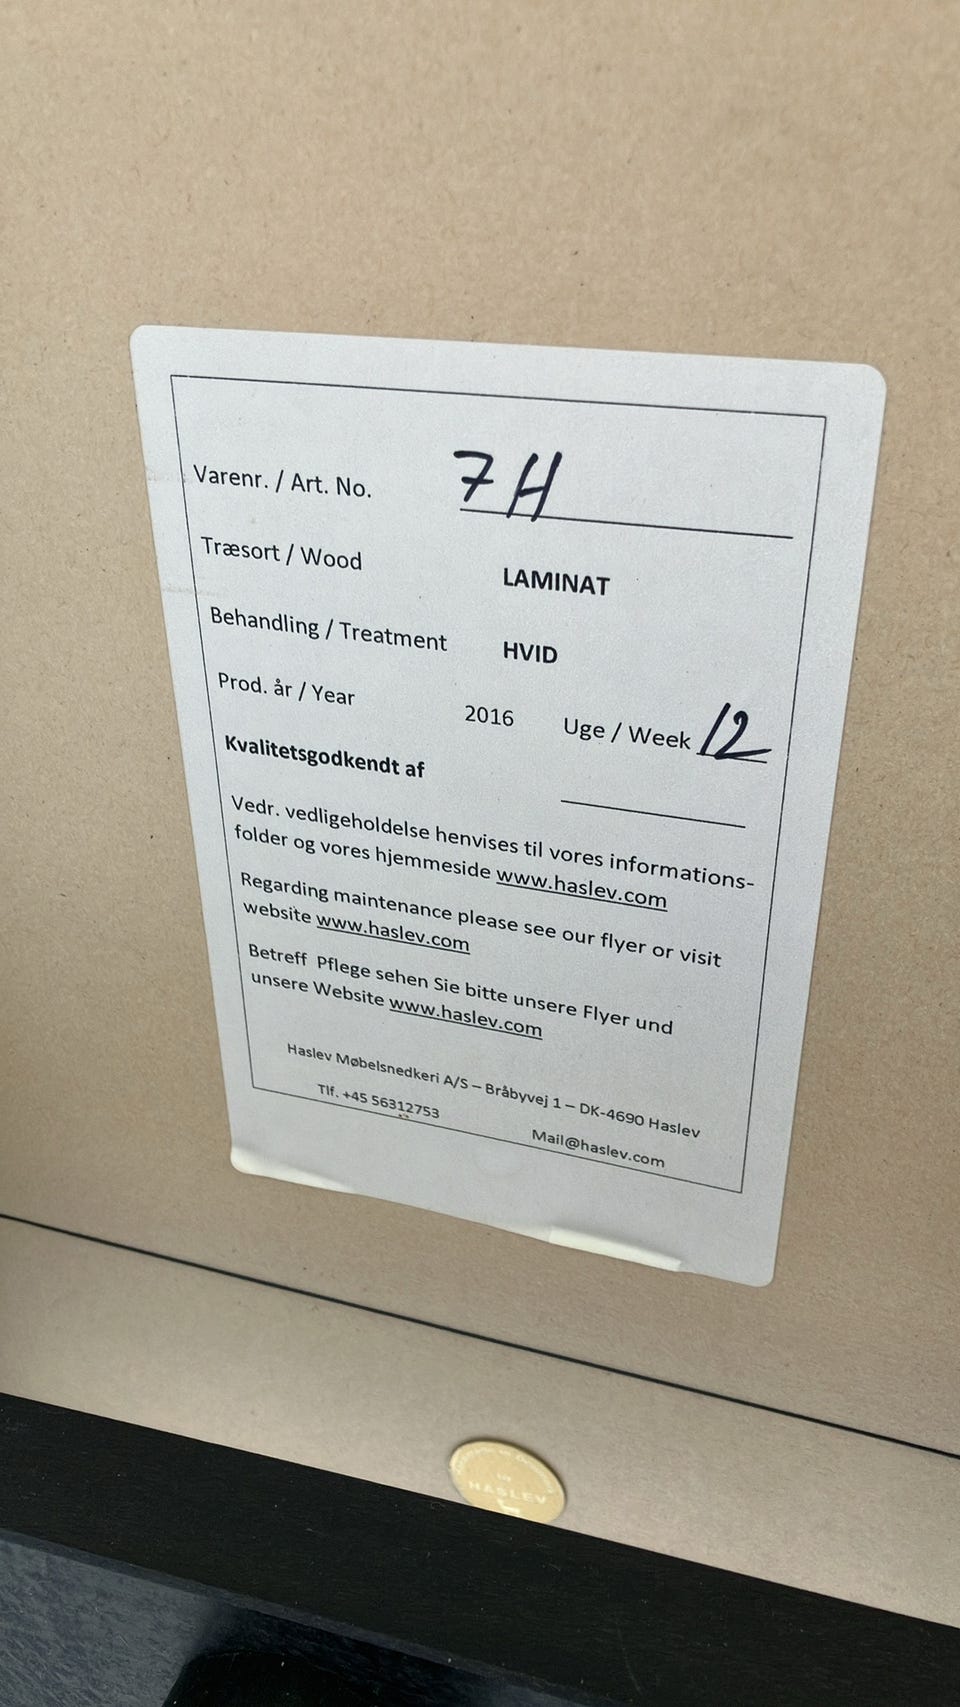 Varenr. / Art. No. 7H
Træsort / Wood LAMINAT
Behandling / Treatment HVID
Prod. år / Year 2016 Uge / Week 12
Kvalitetsgodkendt af
Vedr. vedligeholdelse henvises til vores informations-
folder og vores hjemmeside www.haslev.com
Regarding maintenance please see our flyer or visit
website www.haslev.com
Betreff Pflege sehen Sie bitte unsere Flyer und
unsere Website www.haslev.com
Haslev Møbelsnedkeri A/S – Bråbyvej 1 – DK-4690 Haslev
Tlf. +45 56312753 Mail@haslev.com
HASLEV